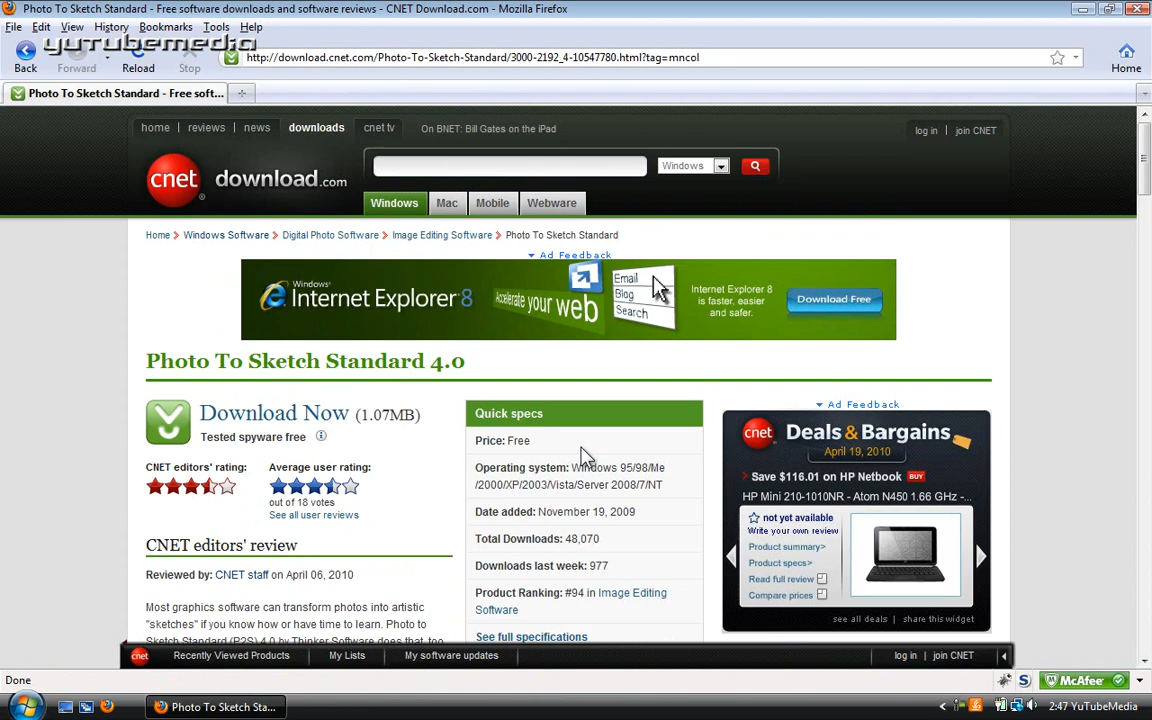 Photo To Sketch Standard - Free software downloads and software reviews - CNET Download.com - Mozilla Firefox
File Edit View History Bookmarks Tools Help
yuTubemedia
Back Forward Reload Stop http://download.cnet.com/Photo-To-Sketch-Standard/3000-2192_4-10547780.html?tag=mncol Home
Photo To Sketch Standard - Free soft...
home reviews news downloads cnet tv On BNET: Bill Gates on the iPad log in join CNET
cnet download.com Windows
Windows Mac Mobile Webware
Home Windows Software Digital Photo Software Image Editing Software Photo To Sketch Standard
Ad Feedback
Windows Internet Explorer 8 Accelerate your web
Email
Blog
Search
Internet Explorer 8
is faster, easier
and safer.
Download Free
Photo To Sketch Standard 4.0
Download Now (1.07MB)
Tested spyware free
CNET editors' rating:
Average user rating:
out of 18 votes
See all user reviews
CNET editors' review
Reviewed by: CNET staff on April 06, 2010
Most graphics software can transform photos into artistic
"sketches" if you know how or have time to learn. Photo to
Sketch Standard (P2S) 4.0 by Thinker Software does that, too,
Quick specs
Price: Free
Operating system: Windows 95/98/Me
/2000/XP/2003/Vista/Server 2008/7/NT
Date added: November 19, 2009
Total Downloads: 48,070
Downloads last week: 977
Product Ranking: #94 in Image Editing
Software
See full specifications
Ad Feedback
cnet Deals & Bargains
April 19, 2010
Save $116.01 on HP Netbook BUY
HP Mini 210-1010NR - Atom N450 1.66 GHz -...
not yet available
Write your own review
Product summary>
Product specs>
Read full review
Compare prices
see all deals | share this widget
cnet Recently Viewed Products My Lists My software updates log in | join CNET
Done McAfee
Photo To Sketch Sta... 2:47 YuTubeMedia